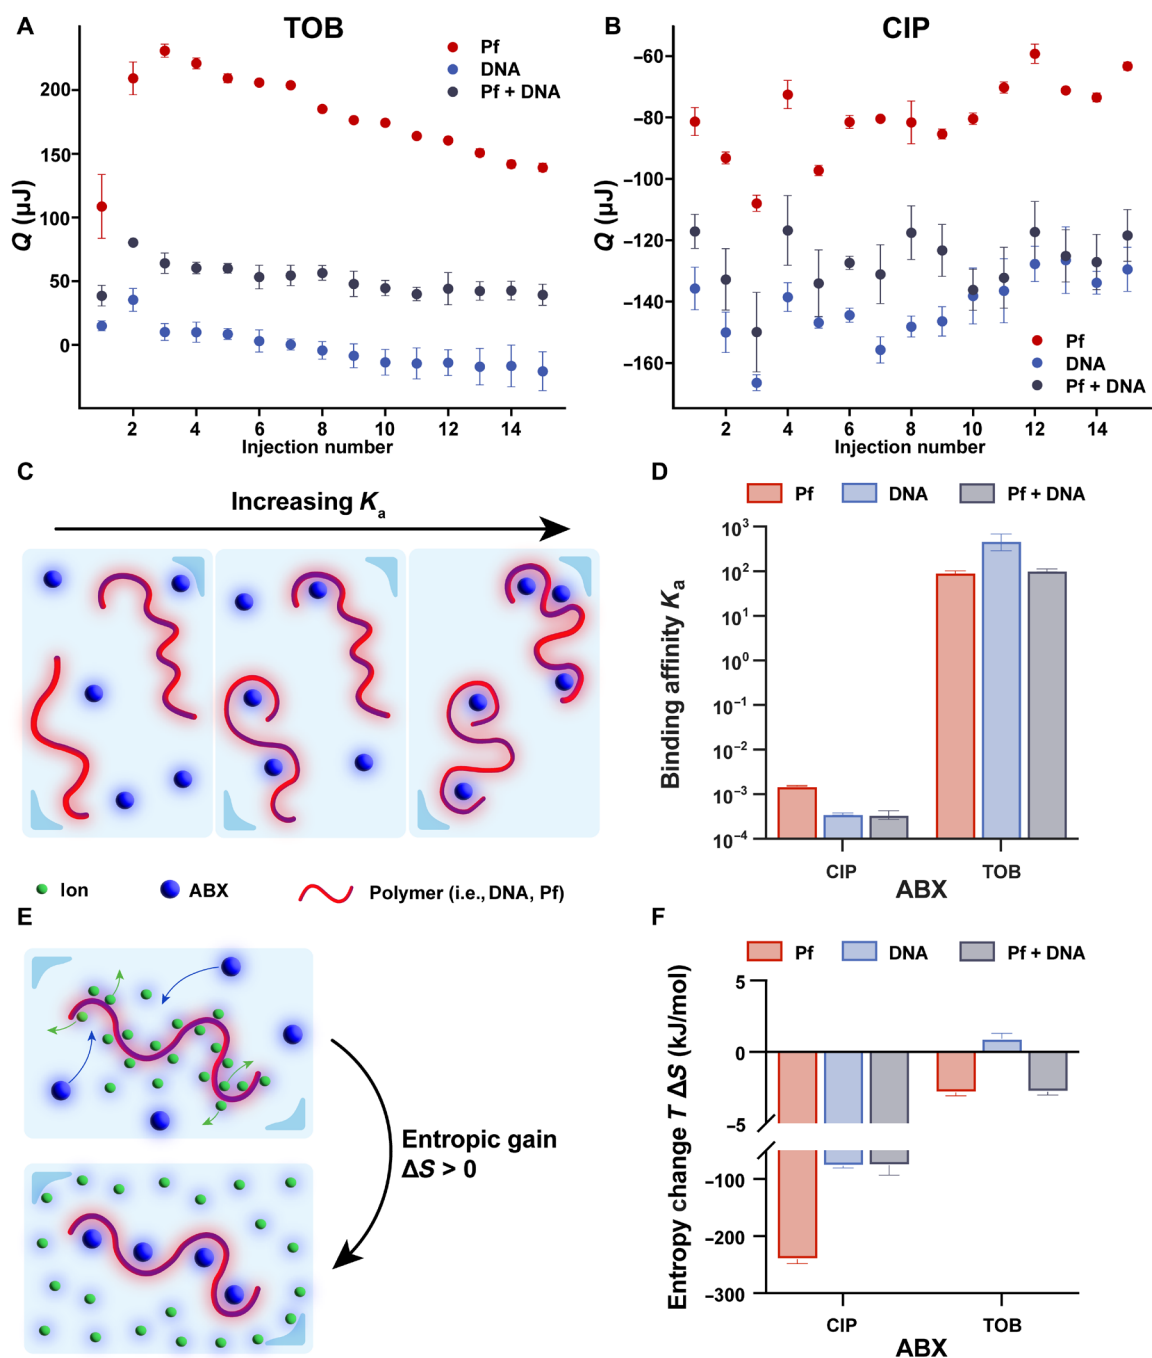 A
TOB
Q (μJ)
200
150
100
50
0
Pf
DNA
Pf + DNA
2 4 6 8 10 12 14
Injection number
B
CIP
Q (μJ)
−60
−80
−100
−120
−140
−160
Pf
DNA
Pf + DNA
2 4 6 8 10 12 14
Injection number
C
Increasing Ka
Ion
ABX
Polymer (i.e., DNA, Pf)
D
Pf DNA Pf + DNA
Binding affinity Ka
10³
10²
10¹
10⁰
10⁻¹
10⁻²
10⁻³
10⁻⁴
CIP TOB
ABX
E
Entropic gain
ΔS > 0
F
Pf DNA Pf + DNA
Entropy change T ΔS (kJ/mol)
5
0
−5
−100
−200
−300
CIP TOB
ABX